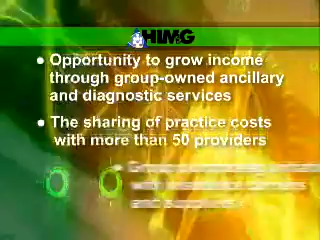 HIMG
• Opportunity to grow income
through group-owned ancillary
and diagnostic services
• The sharing of practice costs
with more than 50 providers